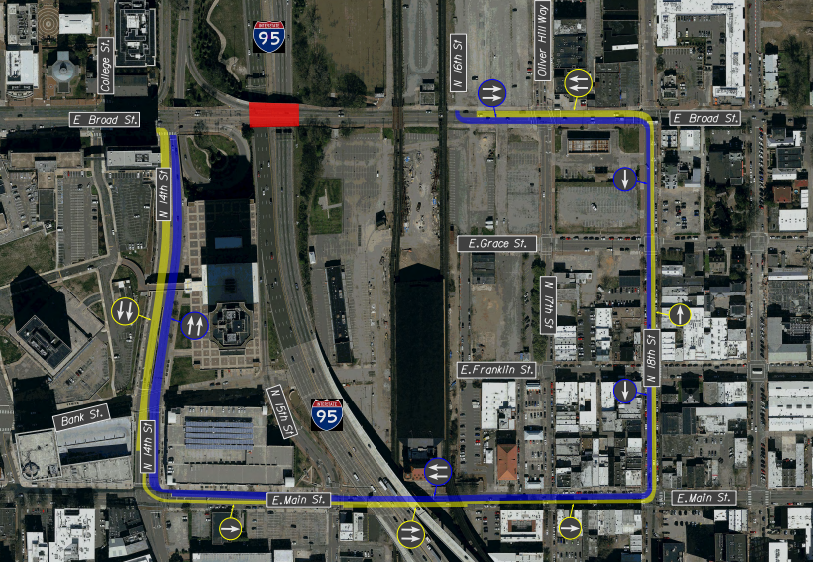 College St.
INTERSTATE
95
N 16th St
Oliver Hill Way
E Broad St.
E Broad St.
N 14th St
E.Grace St.
N 17th St
N 18th St
E.Franklin St.
N 15th St
INTERSTATE
95
Bank St.
N 14th St
E.Main St.
E.Main St.